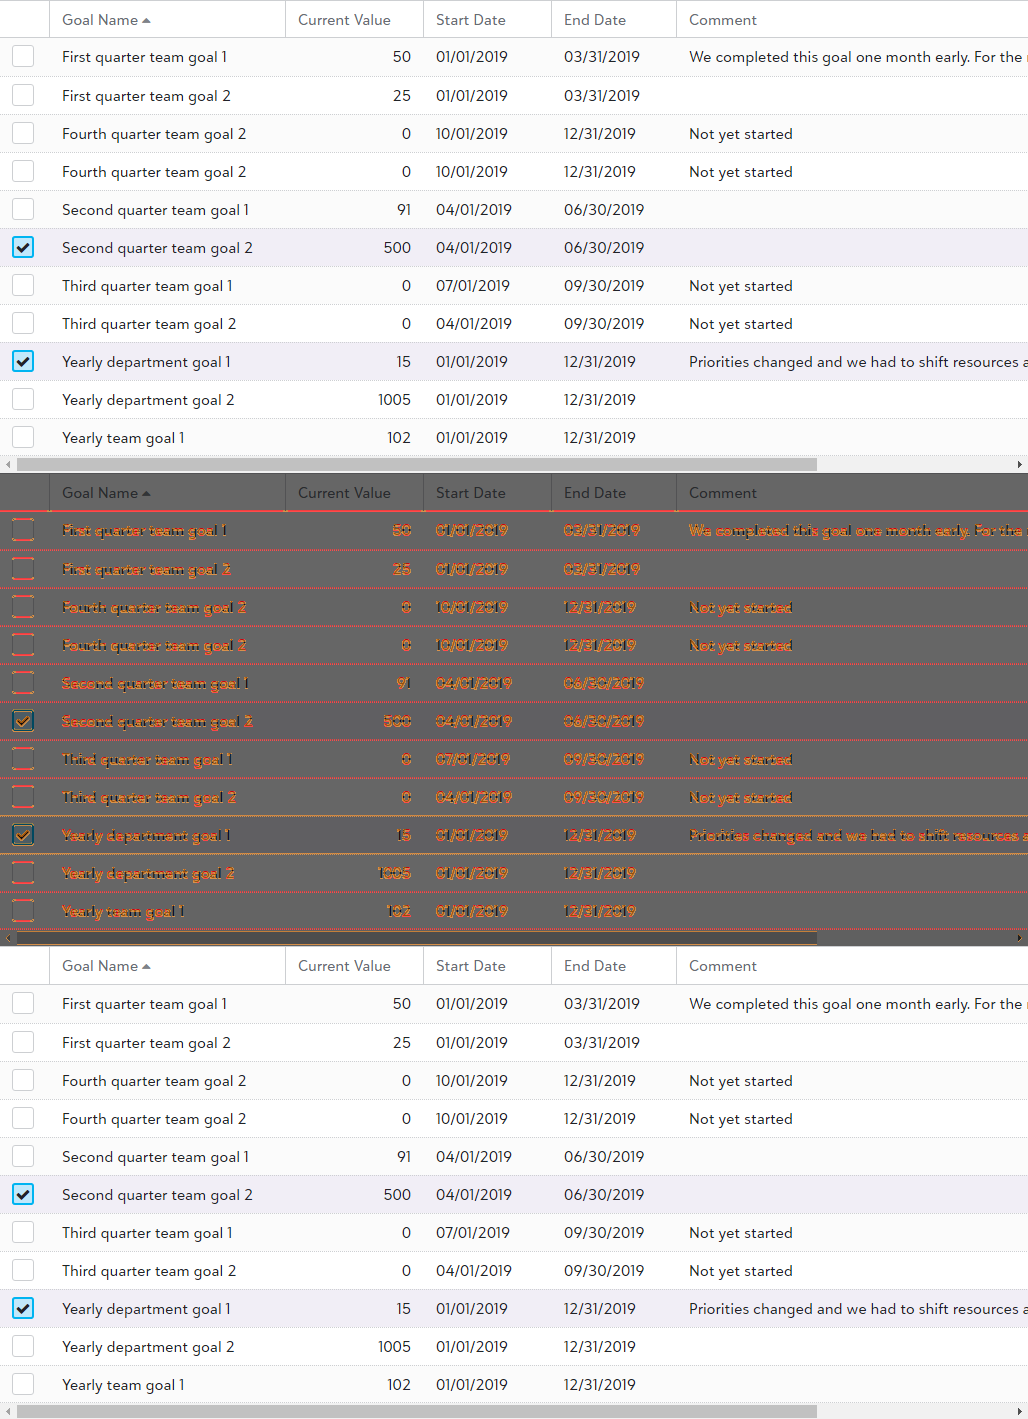 Goal Name Current Value Start Date End Date Comment
First quarter team goal 1 50 01/01/2019 03/31/2019 We completed this goal one month early. For the
First quarter team goal 2 25 01/01/2019 03/31/2019
Fourth quarter team goal 2 0 10/01/2019 12/31/2019 Not yet started
Fourth quarter team goal 2 0 10/01/2019 12/31/2019 Not yet started
Second quarter team goal 1 91 04/01/2019 06/30/2019
Second quarter team goal 2 500 04/01/2019 06/30/2019
Third quarter team goal 1 0 07/01/2019 09/30/2019 Not yet started
Third quarter team goal 2 0 04/01/2019 09/30/2019 Not yet started
Yearly department goal 1 15 01/01/2019 12/31/2019 Priorities changed and we had to shift resources
Yearly department goal 2 1005 01/01/2019 12/31/2019
Yearly team goal 1 102 01/01/2019 12/31/2019
Goal Name Current Value Start Date End Date Comment
First quarter team goal 1 50 01/01/2019 03/31/2019 We completed this goal one month early. For the
First quarter team goal 2 25 01/01/2019 03/31/2019
Fourth quarter team goal 2 0 10/01/2019 12/31/2019 Not yet started
Fourth quarter team goal 2 0 10/01/2019 12/31/2019 Not yet started
Second quarter team goal 1 91 04/01/2019 06/30/2019
Second quarter team goal 2 500 04/01/2019 06/30/2019
Third quarter team goal 1 0 07/01/2019 09/30/2019 Not yet started
Third quarter team goal 2 0 04/01/2019 09/30/2019 Not yet started
Yearly department goal 1 15 01/01/2019 12/31/2019 Priorities changed and we had to shift resources
Yearly department goal 2 1005 01/01/2019 12/31/2019
Yearly team goal 1 102 01/01/2019 12/31/2019
Goal Name Current Value Start Date End Date Comment
First quarter team goal 1 50 01/01/2019 03/31/2019 We completed this goal one month early. For the
First quarter team goal 2 25 01/01/2019 03/31/2019
Fourth quarter team goal 2 0 10/01/2019 12/31/2019 Not yet started
Fourth quarter team goal 2 0 10/01/2019 12/31/2019 Not yet started
Second quarter team goal 1 91 04/01/2019 06/30/2019
Second quarter team goal 2 500 04/01/2019 06/30/2019
Third quarter team goal 1 0 07/01/2019 09/30/2019 Not yet started
Third quarter team goal 2 0 04/01/2019 09/30/2019 Not yet started
Yearly department goal 1 15 01/01/2019 12/31/2019 Priorities changed and we had to shift resources
Yearly department goal 2 1005 01/01/2019 12/31/2019
Yearly team goal 1 102 01/01/2019 12/31/2019